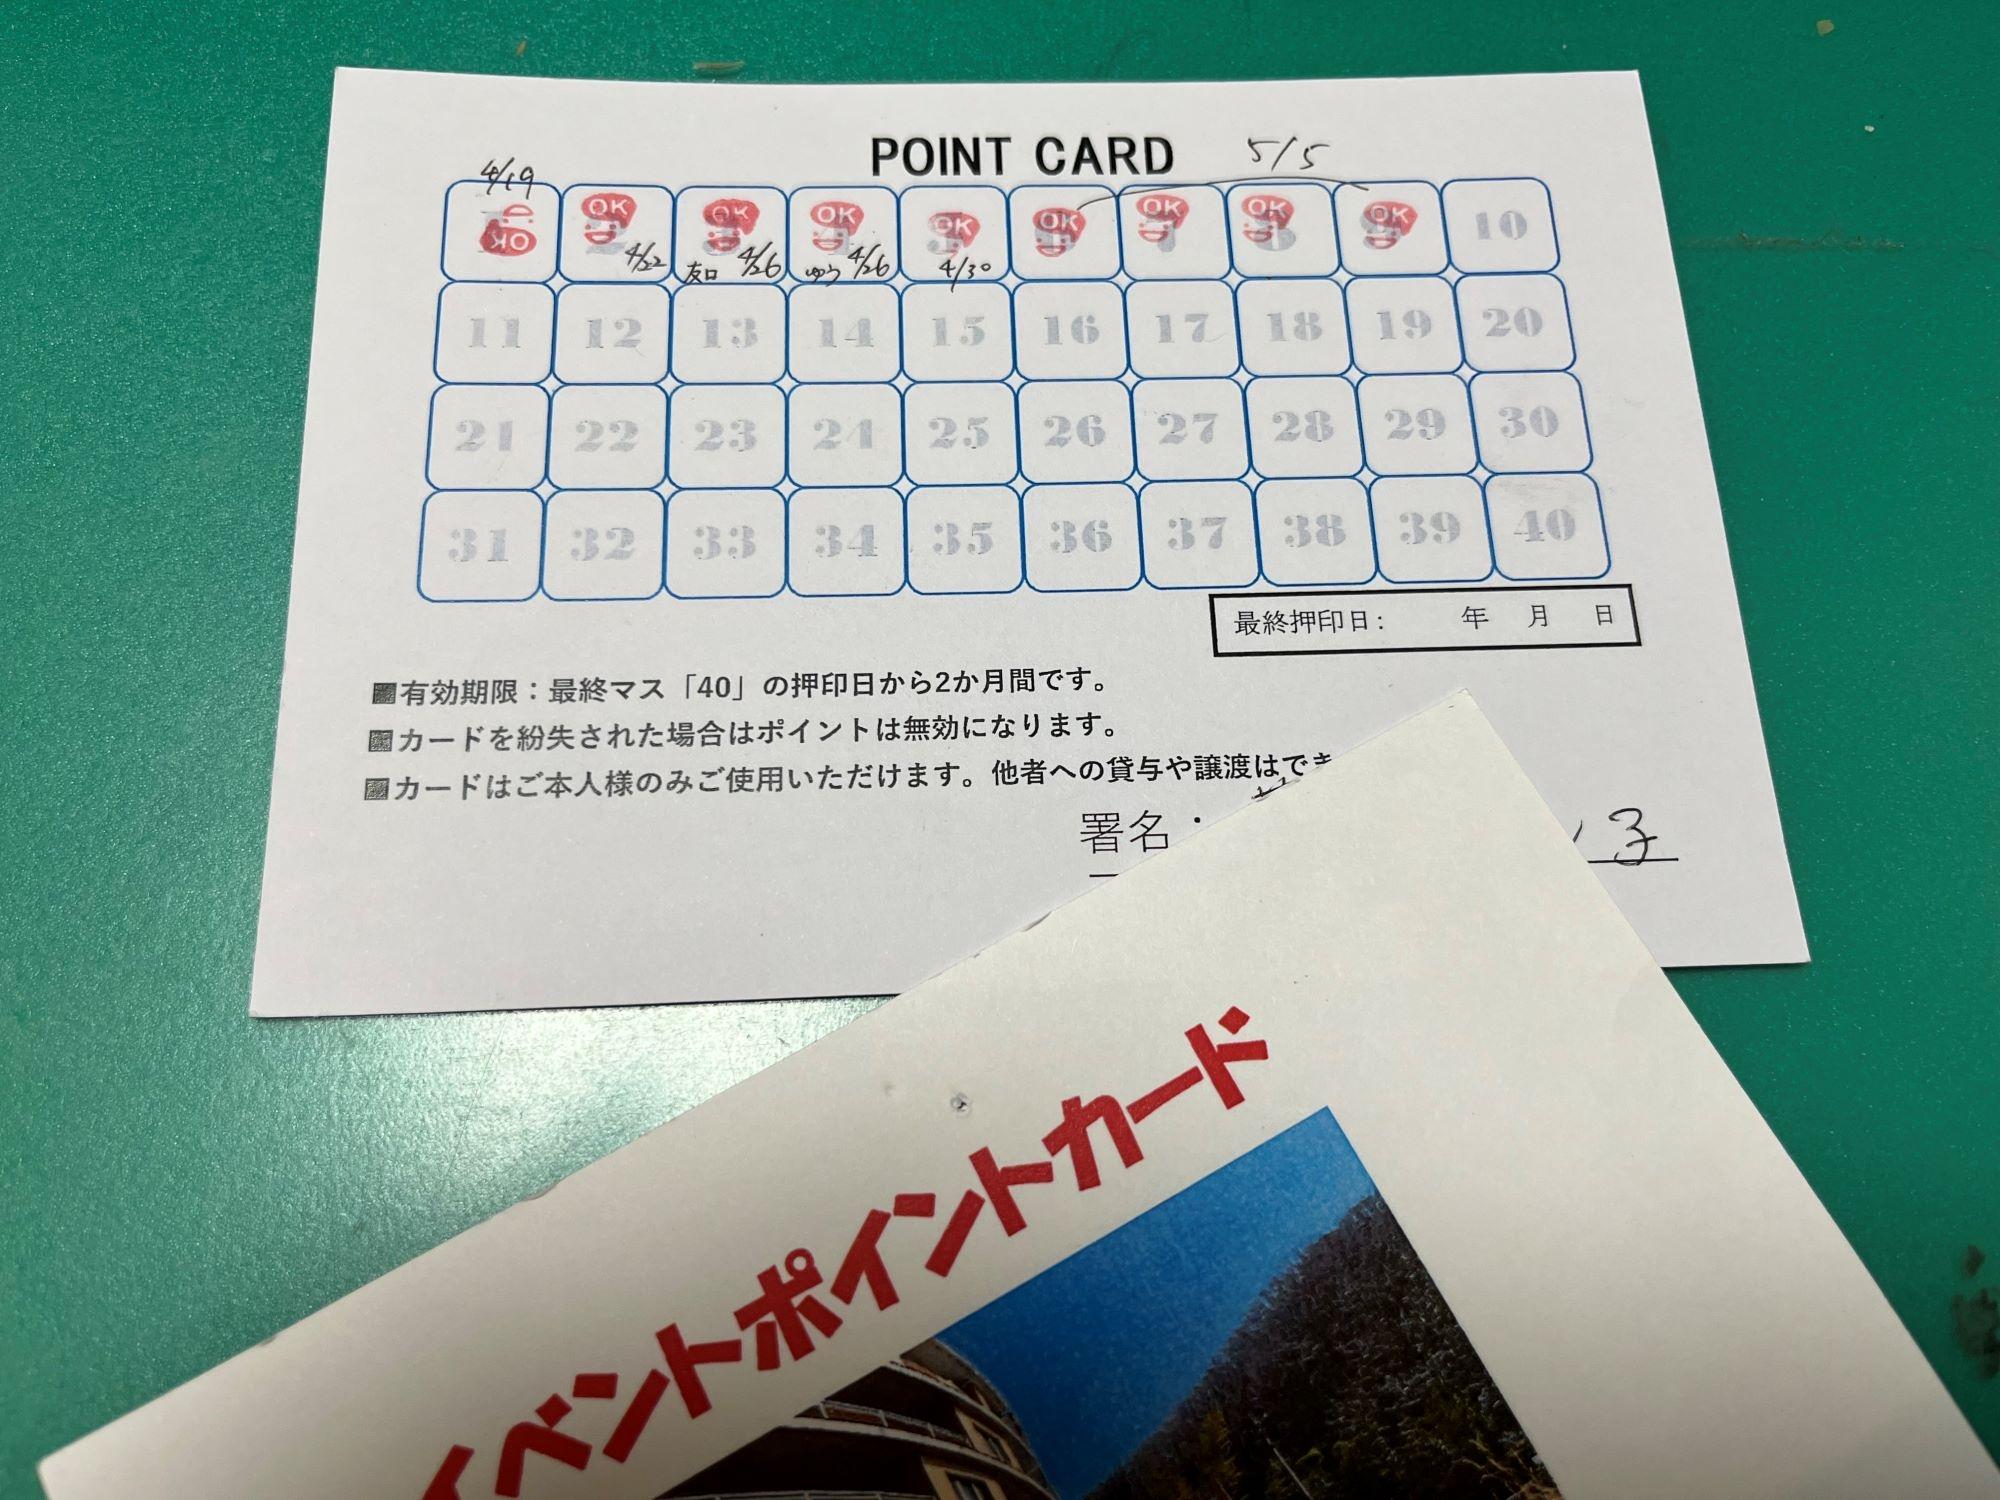 POINT CARD 5/5
4/19
OK OK OK OK OK OK OK OK OK 10
4/22 友口 4/26 ゆう 4/26 4/30
11 12 13 14 15 16 17 18 19 20
21 22 23 24 25 26 27 28 29 30
31 32 33 34 35 36 37 38 39 40
最終押印日: 年 月 日
■有効期限:最終マス「40」の押印日から2か月間です。
■カードを紛失された場合はポイントは無効になります。
■カードはご本人様のみご使用いただけます。他者への貸与や譲渡はでき
署名: 子
イベントポイントカード